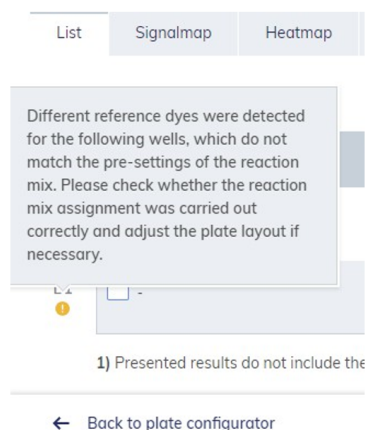 List Signalmap Heatmap
Different reference dyes were detected
for the following wells, which do not
match the pre-settings of the reaction
mix. Please check whether the reaction
mix assignment was carried out
correctly and adjust the plate layout if
necessary.
-
1) Presented results do not include the
← Back to plate configurator